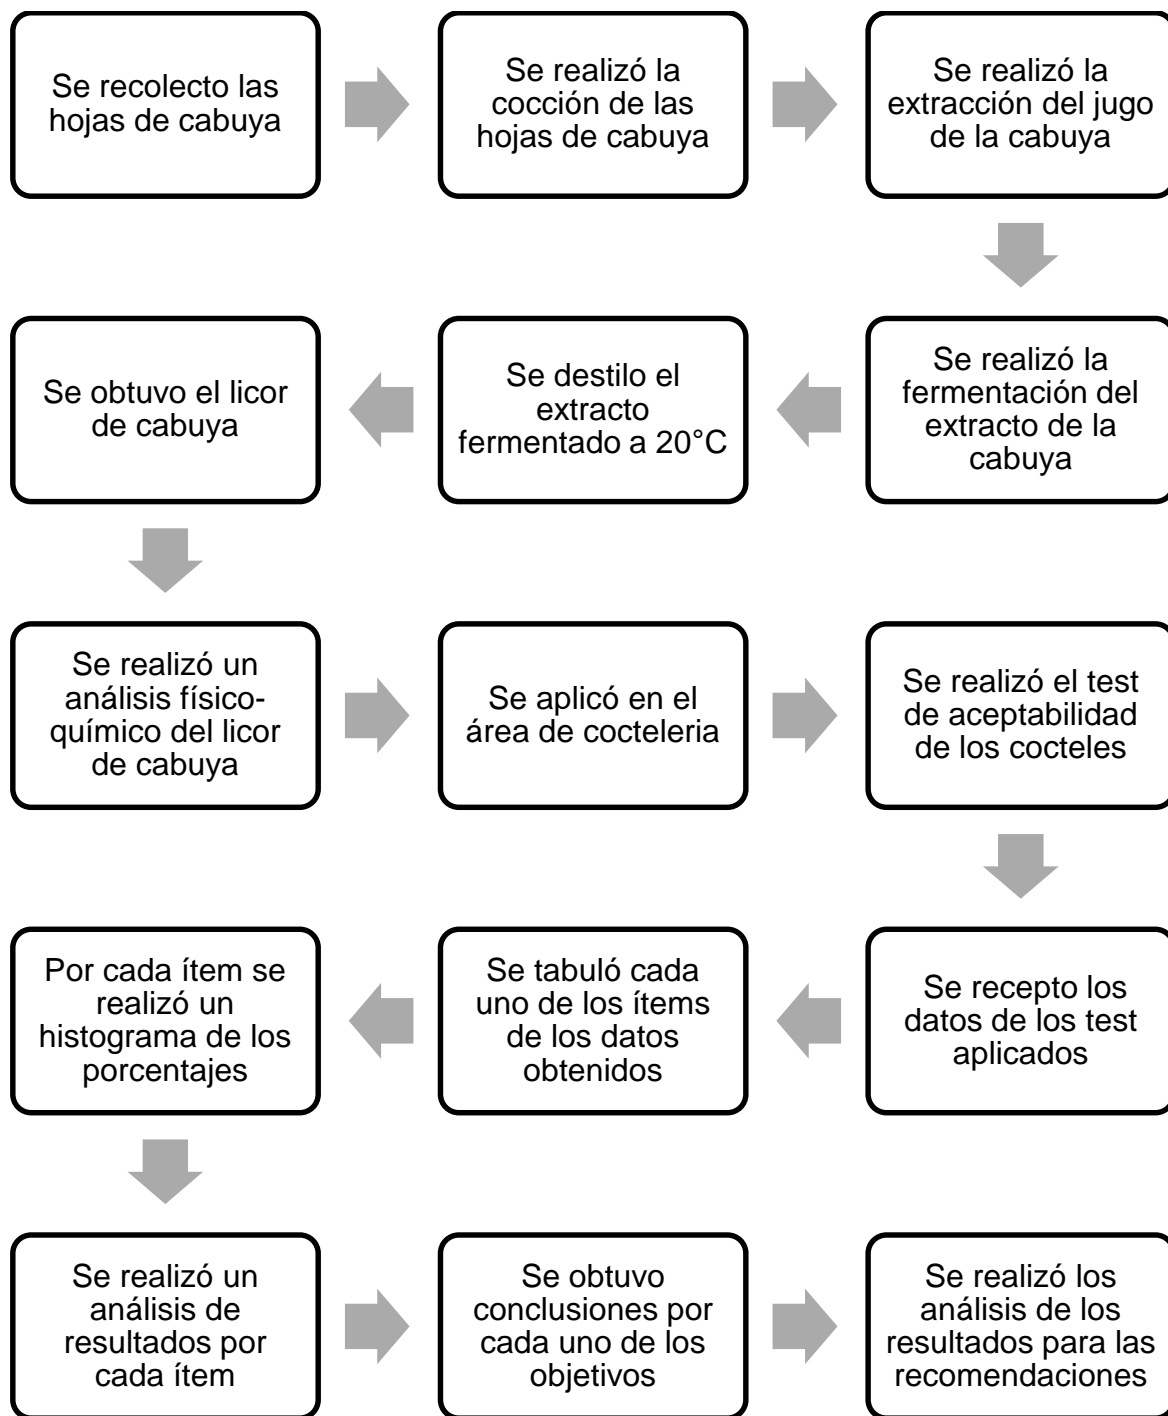 Se recolecto las
hojas de cabuya
Se realizó la
cocción de las
hojas de cabuya
Se realizó la
extracción del jugo
de la cabuya
Se realizó la
fermentación del
extracto de la
cabuya
Se destilo el
extracto
fermentado a 20°C
Se obtuvo el licor
de cabuya
Se realizó un
análisis físico-
químico del licor
de cabuya
Se aplicó en el
área de cocteleria
Se realizó el test
de aceptabilidad
de los cocteles
Se recepto los
datos de los test
aplicados
Se tabuló cada
uno de los ítems
de los datos
obtenidos
Por cada ítem se
realizó un
histograma de los
porcentajes
Se realizó un
análisis de
resultados por
cada ítem
Se obtuvo
conclusiones por
cada uno de los
objetivos
Se realizó los
análisis de los
resultados para las
recomendaciones